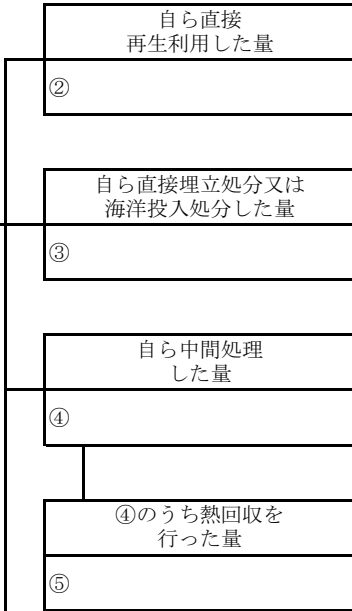 自ら直接
再生利用した量
②
自ら直接埋立処分又は
海洋投入処分した量
③
自ら中間処理
した量
④
④のうち熱回収を
行った量
⑤